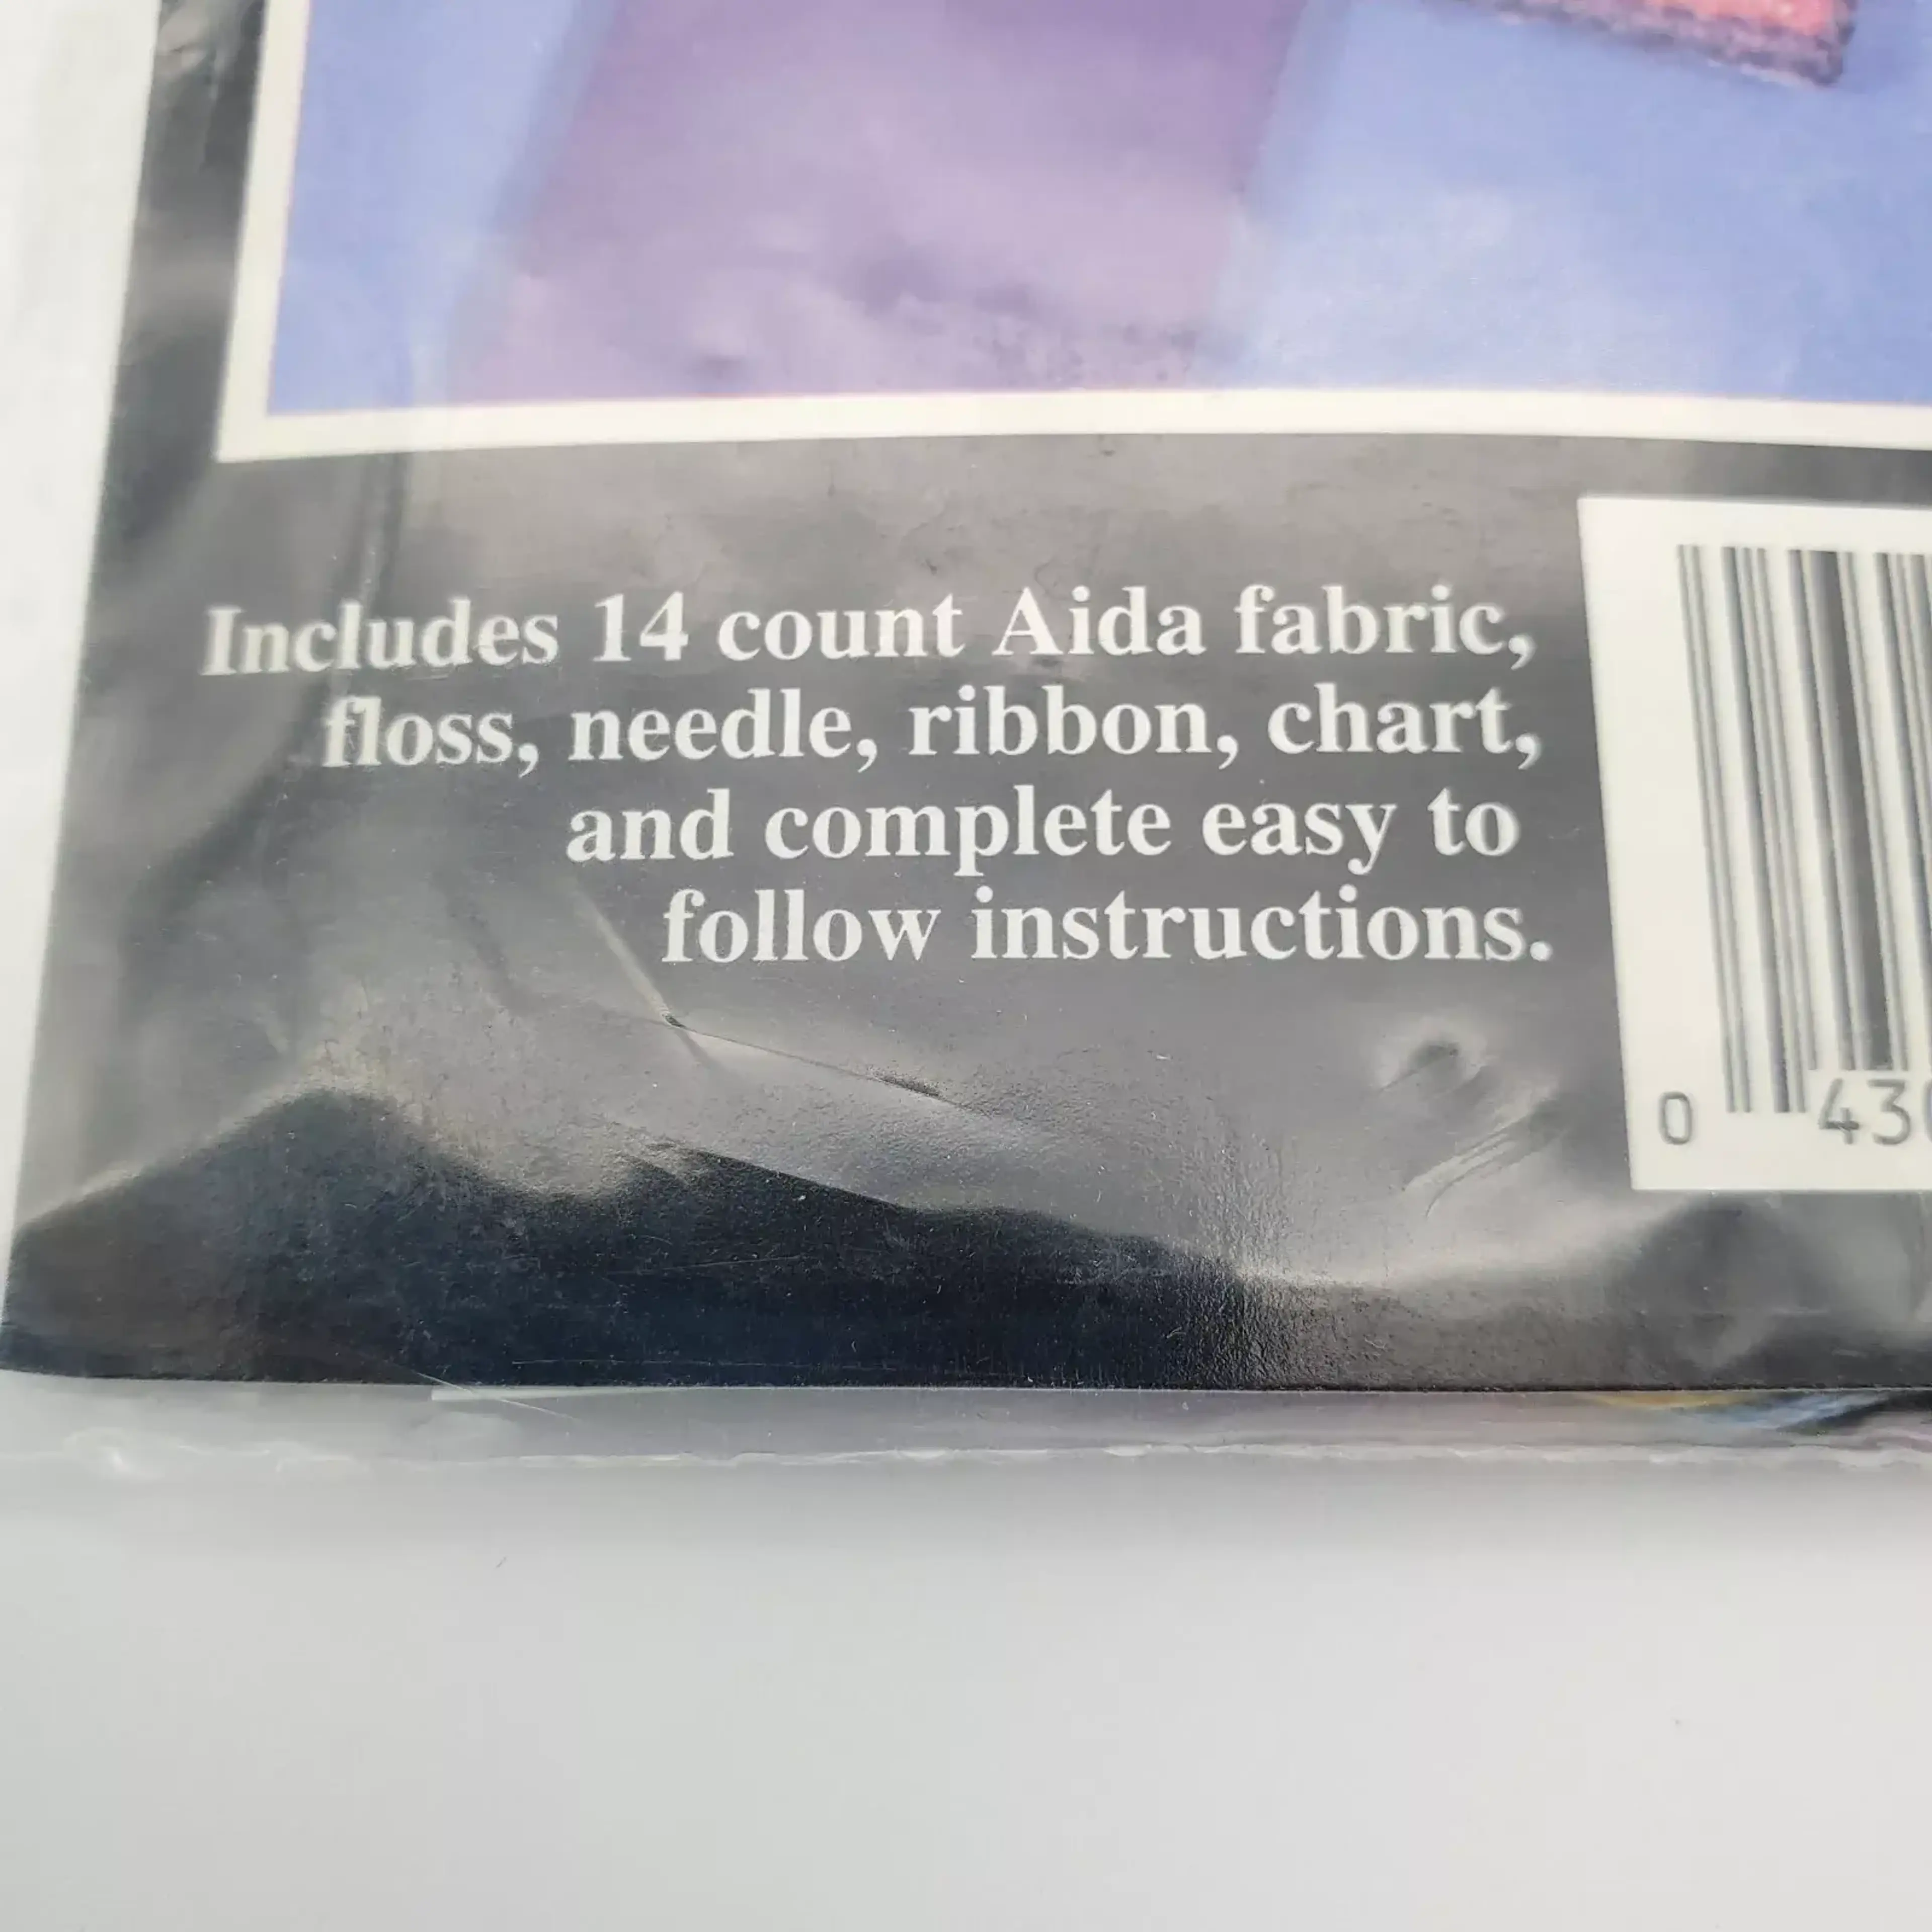 Includes 14 count Aida fabric,
floss, needle, ribbon, chart,
and complete easy to
follow instructions.
0 43